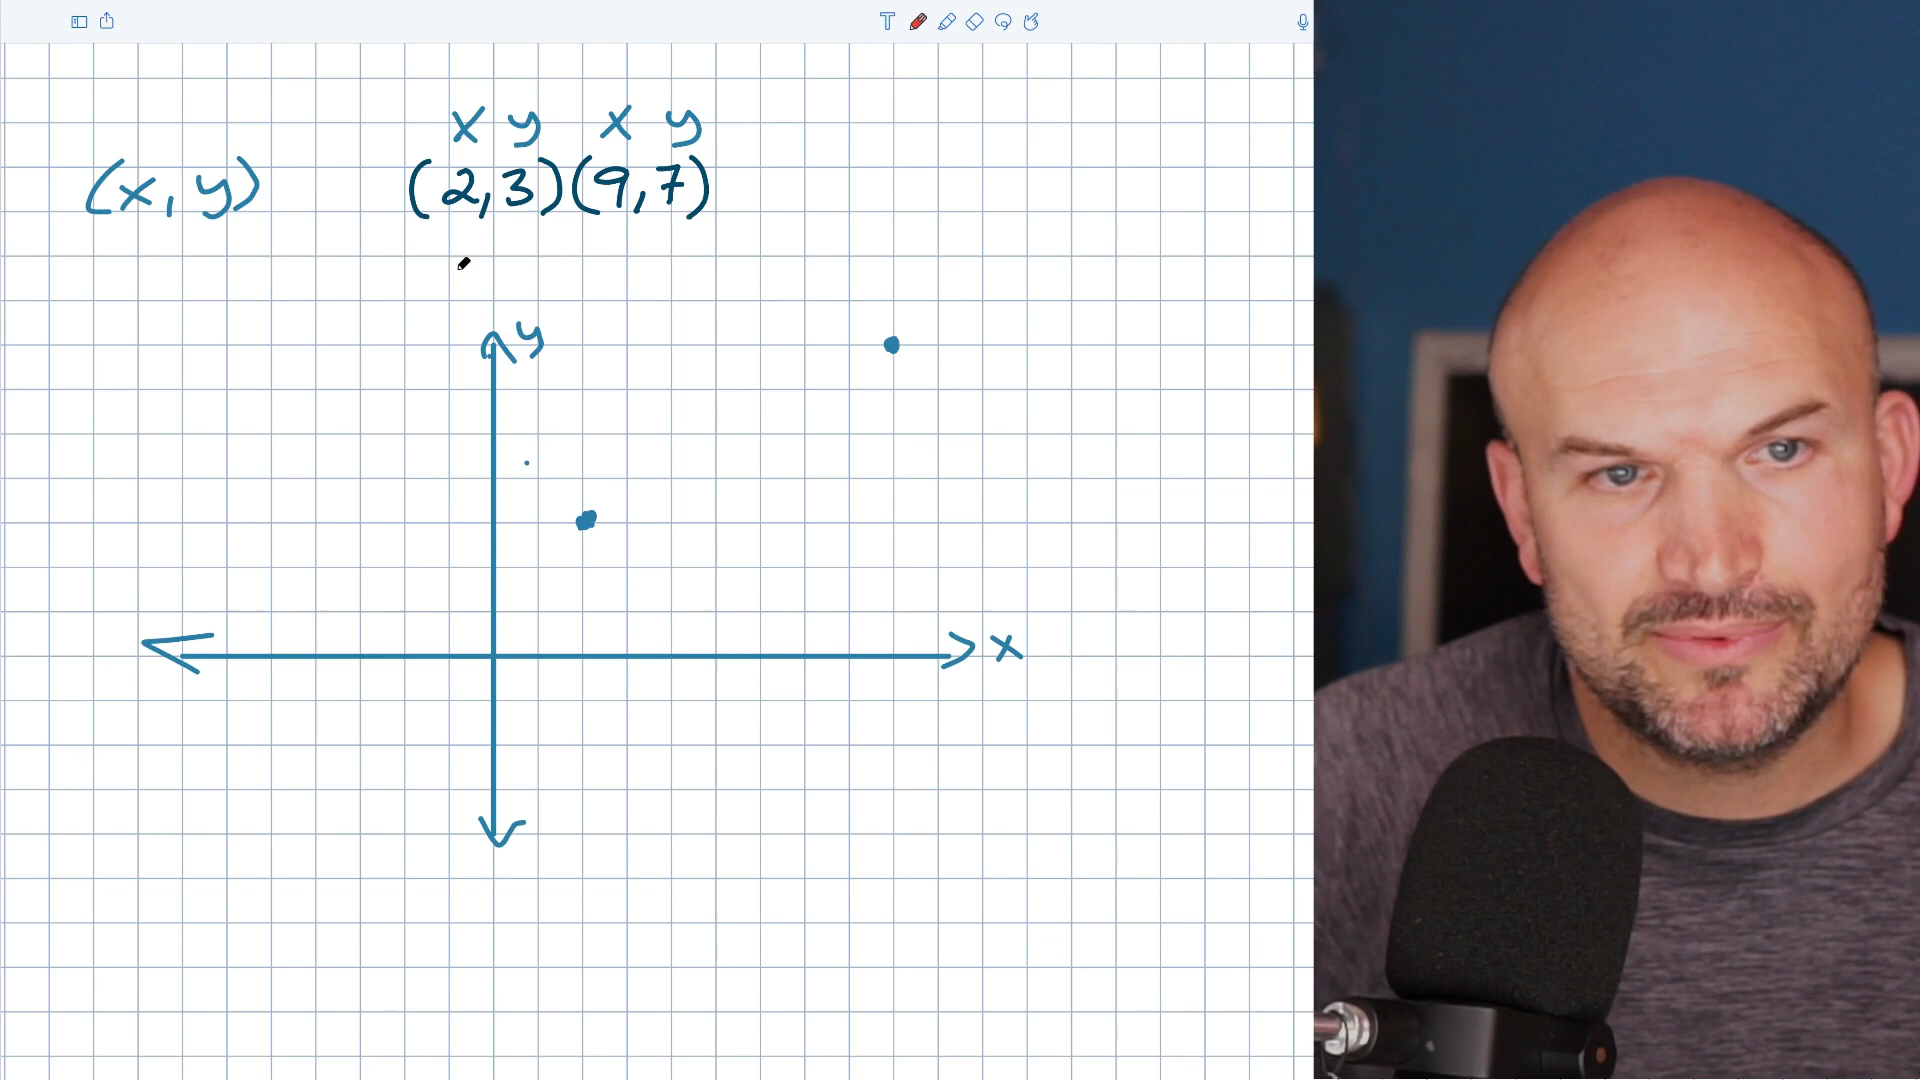 x y x y
(x, y) (2,3)(9,7)
y
x